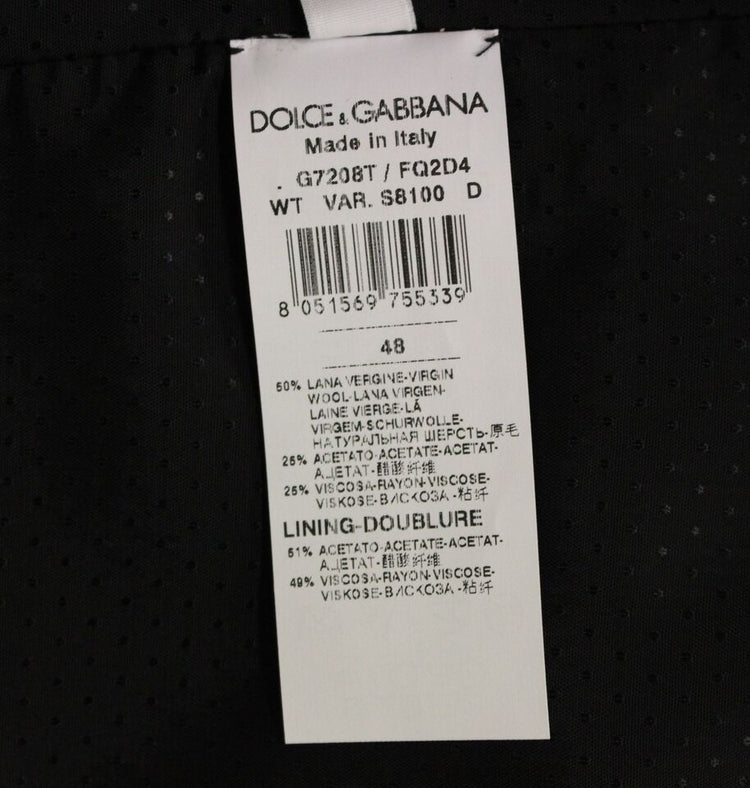 DOLCE & GABBANA
Made in Italy
. G7208T / FQ2D4
WT VAR. S8100 D
8 051569 755339
48
50% LANA VERGINE-VIRGIN
WOOL-LANA VIRGEN-
LAINE VIERGE-LÃ
VIRGEM-SCHURWOLLE-
НАТУРАЛЬНАЯ ШЕРСТЬ-原毛
25% ACETATO-ACETATE-ACETAT-
АЦЕТАТ-醋酸纤维
25% VISCOSA-RAYON-VISCOSE-
VISKOSE-ВИСКОЗА-粘纤
LINING-DOUBLURE
51% ACETATO-ACETATE-ACETAT-
АЦЕТАТ-醋酸纤维
49% VISCOSA-RAYON-VISCOSE-
VISKOSE-ВИСКОЗА-粘纤